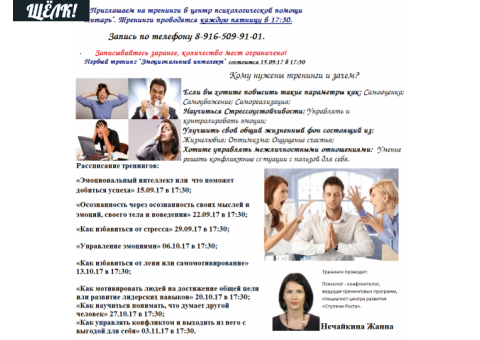 ЩЁЛК!
Приглашаем на тренинги в центр психологической помощи
нтарь". Тренинги проводятся каждую пятницу в 17:30.
Запись по телефону 8-916-509-91-01.
Записывайтесь заранее, количество мест ограничено!
Первый тренинг "Эмоциональный интелект" состоится 15.09.17 в 17:30
Кому нужены тренинги и зачем?
Если вы хотите повысить такие параметры как: Самооценка;
Самоуважение; Самореализация;
Научиться Стрессоустойчивости: Управлять и
контролировать эмоции;
Улучшить свой общий жизненный фон состоящий из:
Жизнелюбия; Оптимизма; Ощущение счастья;
Хотите управлять межличностными отношениями: Умение
решать конфликтные ситуации с пользой для себя.
Рассписание тренингов:
«Эмоциональный интеллект или что поможет
добиться успеха» 15.09.17 в 17:30;
«Осознанность через осознанность своих мыслей и
эмоций, своего тела и поведения» 22.09.17 в 17:30;
«Как избавиться от стресса» 29.09.17 в 17:30;
«Управление эмоциями» 06.10.17 в 17:30;
«Как избавиться от лени или самомотивирование»
13.10.17 в 17:30;
«Как мотивировать людей на достижение общей цели
или развитие лидерских навыков» 20.10.17 в 17:30;
«Как научиться понимать, что думает другой
человек» 27.10.17 в 17:30;
«Как управлять конфликтом и выходить из него с
выгодой для себя» 03.11.17 в 17:30.
Тренинги проводит:
Психолог - конфликтолог,
ведущая тренинговых программ,
специалист центра развития
«Ступени Роста».
Нечайкина Жанна